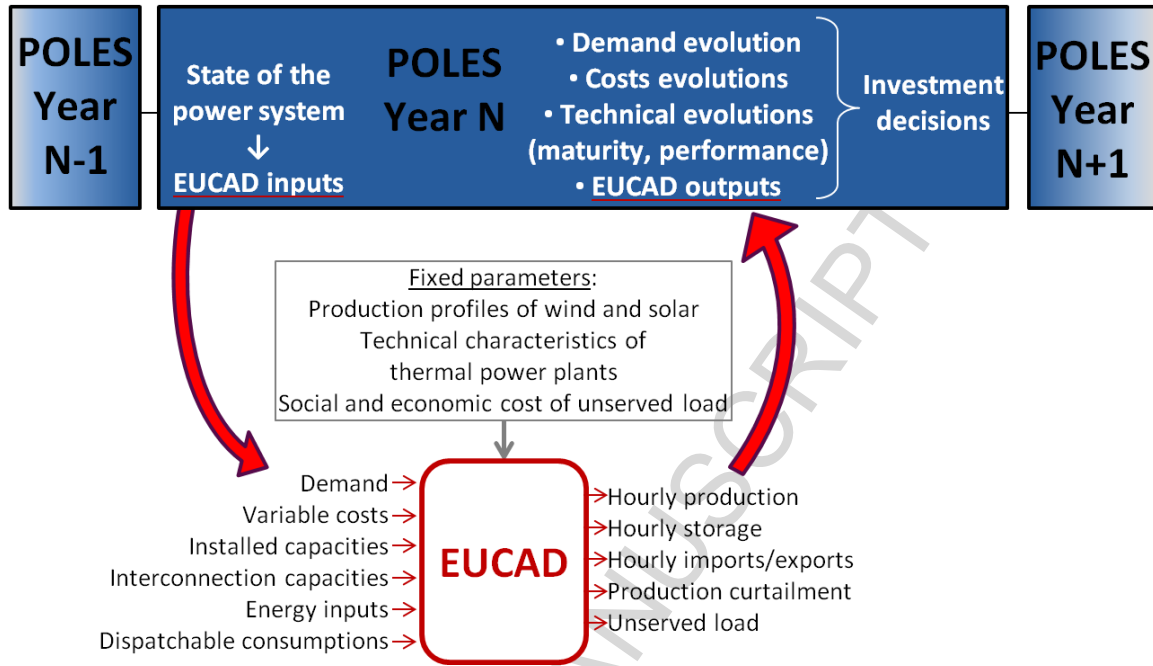 POLES
Year
N-1
State of the
power system
↓
EUCAD inputs
POLES
Year N
• Demand evolution
• Costs evolutions
• Technical evolutions
(maturity, performance)
• EUCAD outputs
Investment
decisions
POLES
Year
N+1
Fixed parameters:
Production profiles of wind and solar
Technical characteristics of
thermal power plants
Social and economic cost of unserved load
Demand
Variable costs
Installed capacities
Interconnection capacities
Energy inputs
Dispatchable consumptions
EUCAD
Hourly production
Hourly storage
Hourly imports/exports
Production curtailment
Unserved load
ANUSCRIPT